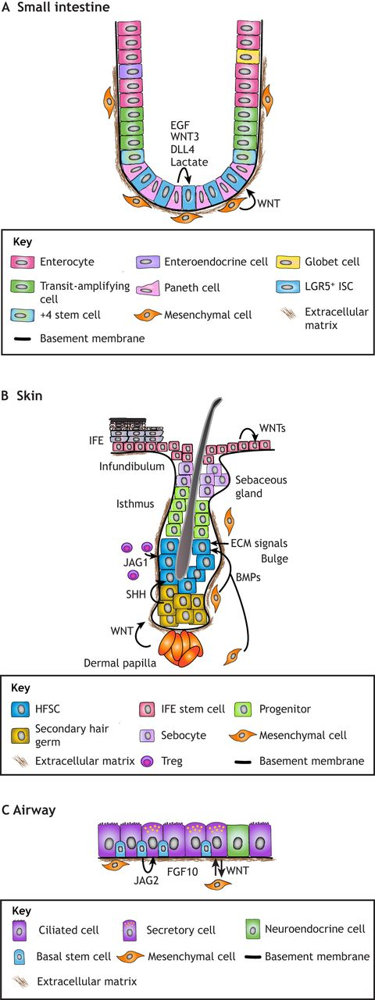 A Small intestine
EGF
WNT3
DLL4
Lactate
WNT
Key
Enterocyte
Enteroendocrine cell
Globet cell
Transit-amplifying
cell
Paneth cell
LGR5⁺ ISC
+4 stem cell
Mesenchymal cell
Extracellular
matrix
Basement membrane
B Skin
WNTs
IFE
Infundibulum
Sebaceous
gland
Isthmus
ECM signals
JAG1
Bulge
BMPs
SHH
WNT
Dermal papilla
Key
HFSC
IFE stem cell
Progenitor
Secondary hair
germ
Sebocyte
Mesenchymal cell
Extracellular matrix
Treg
Basement membrane
C Airway
JAG2
FGF10
WNT
Key
Ciliated cell
Secretory cell
Neuroendocrine cell
Basal stem cell
Mesenchymal cell
Basement membrane
Extracellular matrix